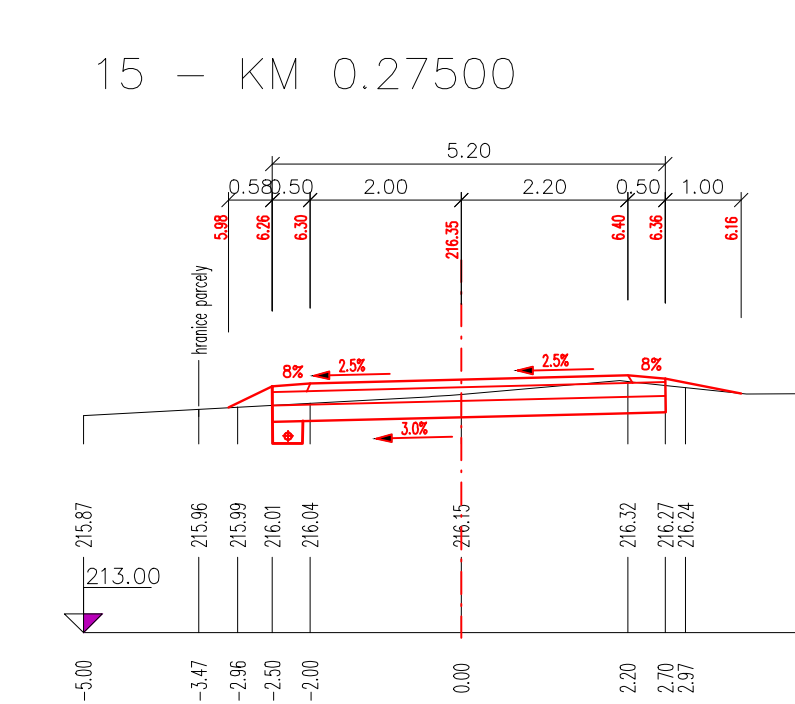 15 – KM 0.27500
5.20
0.58 0.50 2.00 2.20 0.50 1.00
5.98 6.26 6.30 216.35 6.40 6.36 6.16
hranice parcely
8% 2.5% 2.5% 8%
3.0%
215.87 215.96 215.99 216.01 216.04 216.15 216.32 216.27 216.24
213.00
-5.00 -3.47 -2.96 -2.50 -2.00 0.00 2.20 2.70 2.97